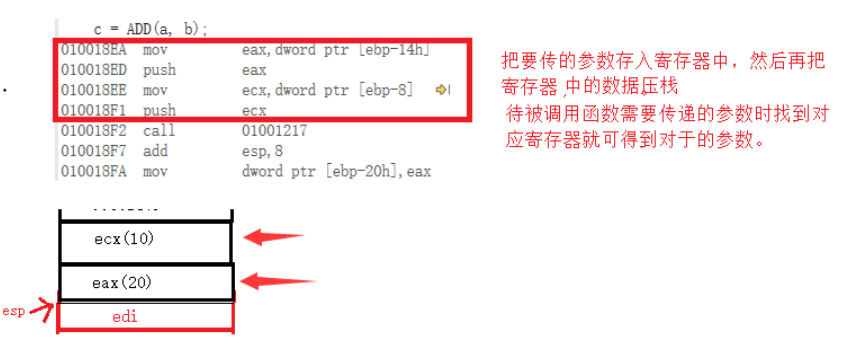 c = ADD(a, b);
010018EA mov eax,dword ptr [ebp-14h]
010018ED push eax
010018EE mov ecx,dword ptr [ebp-8]
010018F1 push ecx
010018F2 call 01001217
010018F7 add esp,8
010018FA mov dword ptr [ebp-20h],eax
把要传的参数存入寄存器中，然后再把
寄存器 中的数据压栈
待被调用函数需要传递的参数时找到对
应寄存器就可得到对于的参数。
ecx(10)
eax(20)
esp
edi